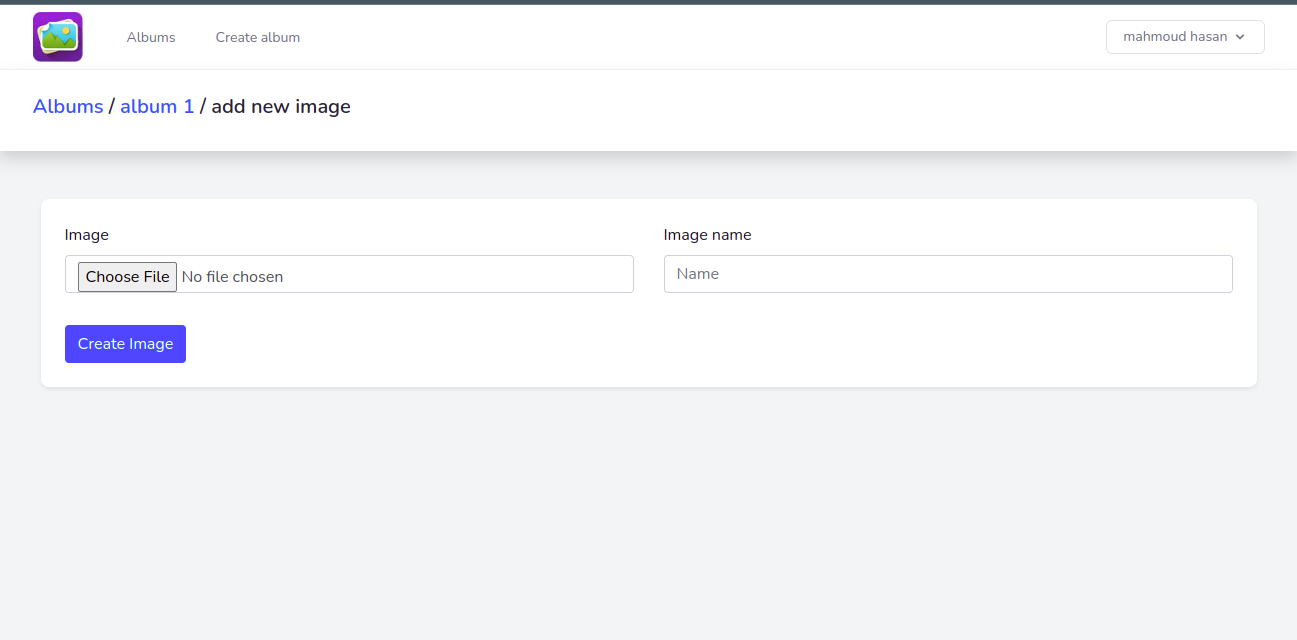 Albums Create album mahmoud hasan
Albums / album 1 / add new image
Image Image name
Choose File No file chosen Name
Create Image